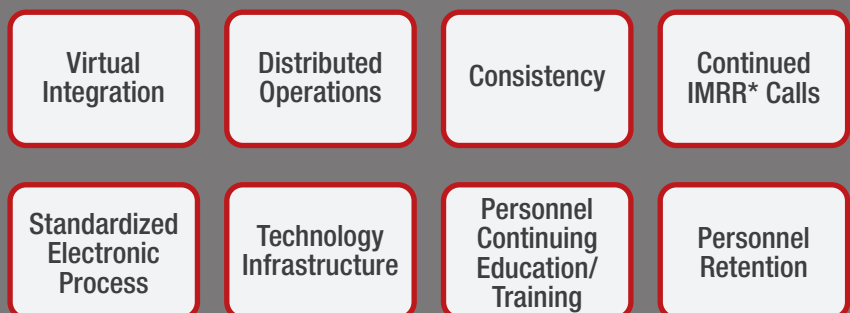 Virtual
Integration
Distributed
Operations
Consistency
Continued
IMRR* Calls
Standardized
Electronic
Process
Technology
Infrastructure
Personnel
Continuing
Education/
Training
Personnel
Retention